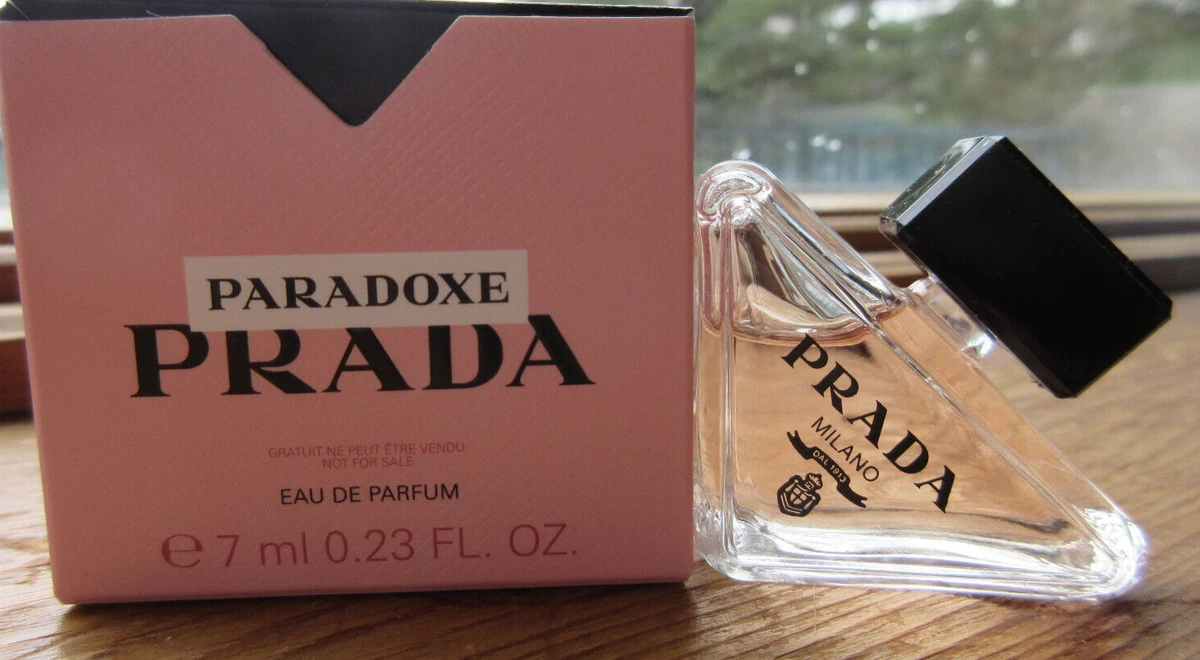 PARADOXE
PRADA
GRATUIT NE PEUT ÊTRE VENDU
NOT FOR SALE
EAU DE PARFUM
℮ 7 ml 0.23 FL. OZ.
PRADA
MILANO
DAL 1913